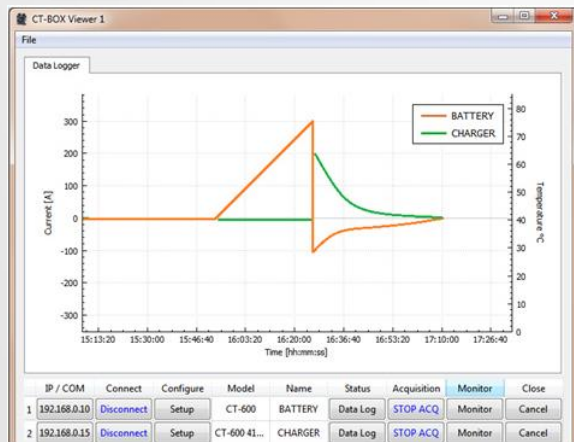 CT-BOX Viewer 1
File
Data Logger
BATTERY
CHARGER
Current [A]
300
200
100
0
-100
-200
-300
Temperature °C
80
70
60
50
40
30
20
10
0
15:13:20 15:30:00 15:46:40 16:03:20 16:20:00 16:36:40 16:53:20 17:10:00 17:26:40
Time [hh:mm:ss]
IP / COM Connect Configure Model Name Status Acquisition Monitor Close
1 192.168.0.10 Disconnect Setup CT-600 BATTERY Data Log STOP ACQ Monitor Cancel
2 192.168.0.15 Disconnect Setup CT-600 41... CHARGER Data Log STOP ACQ Monitor Cancel